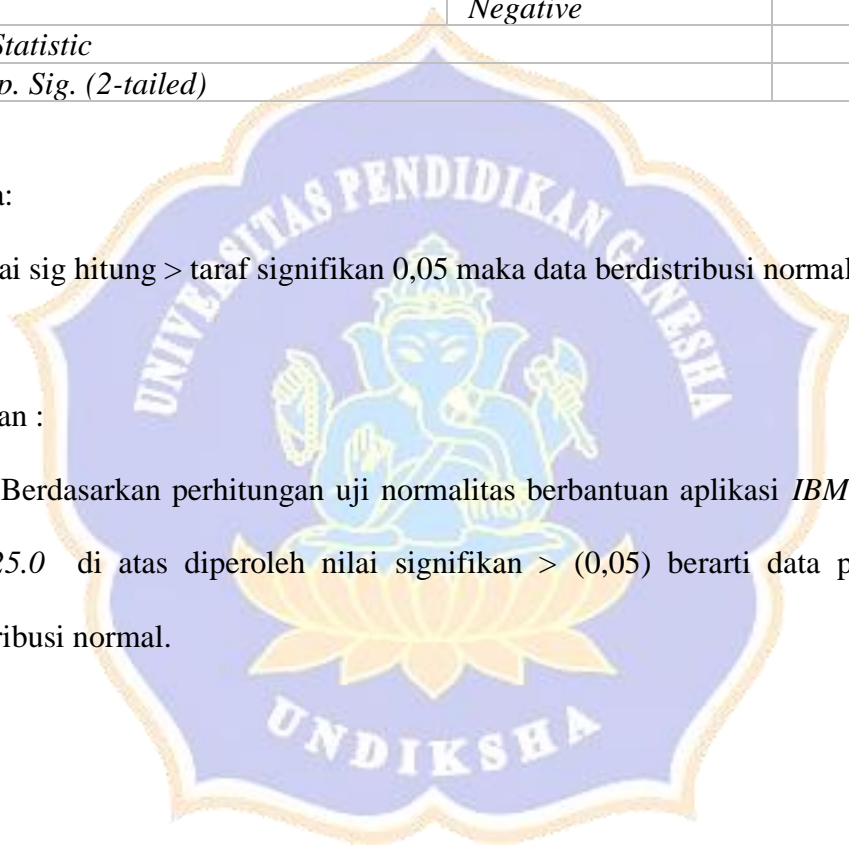 Negative
Statistic
p. Sig. (2-tailed)
a:
ai sig hitung > taraf signifikan 0,05 maka data berdistribusi normal
an :
Berdasarkan perhitungan uji normalitas berbantuan aplikasi IBM
25.0 di atas diperoleh nilai signifikan > (0,05) berarti data p
ribusi normal.
UNIVERSITAS PENDIDIKAN GANESHA
UNDIKSHA